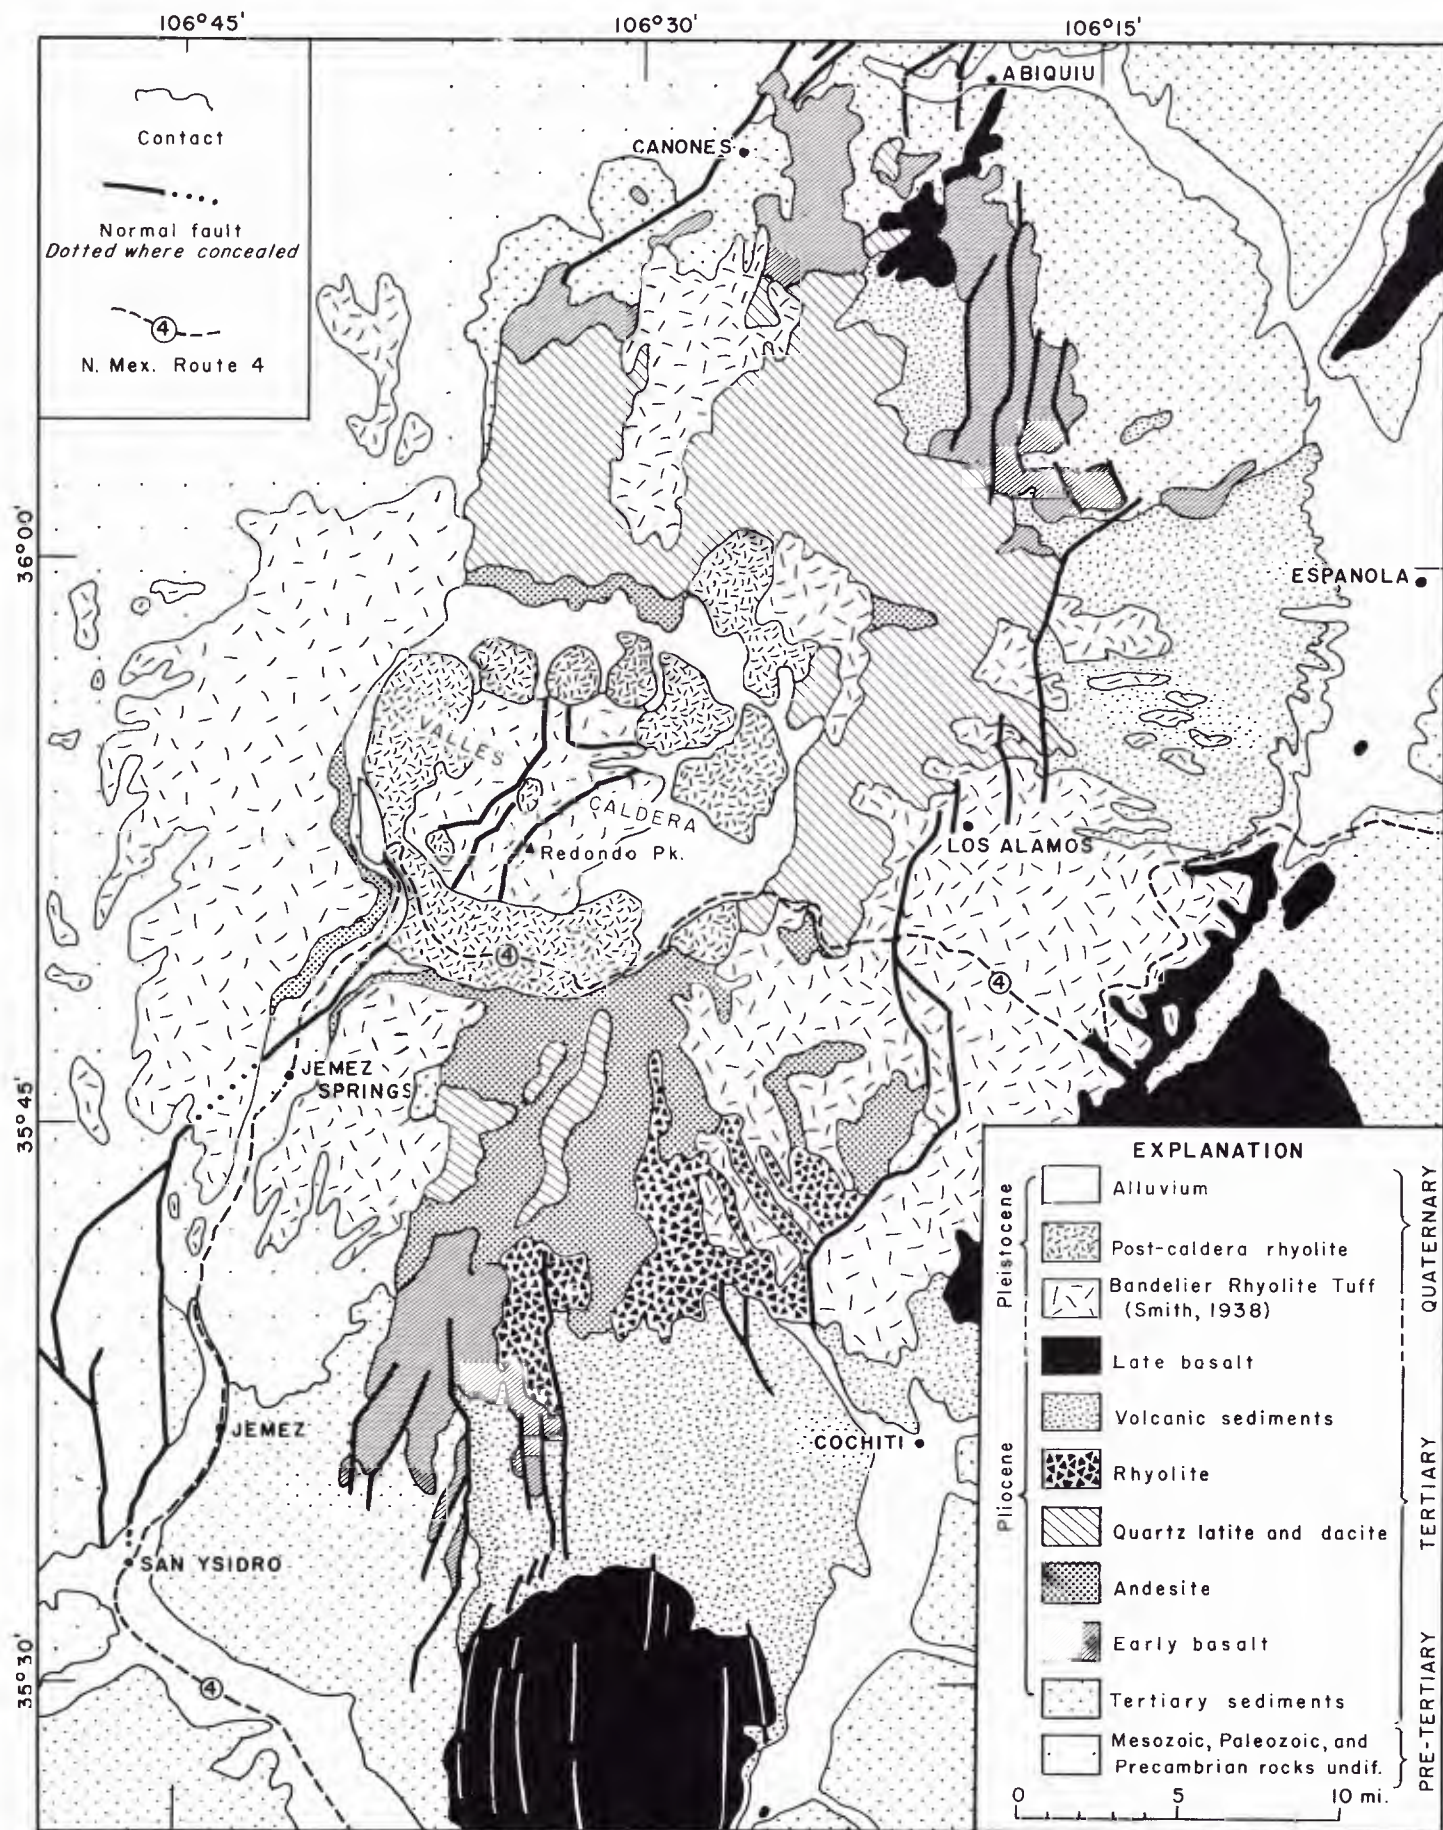 106°45'
106°30'
106°15'
Contact
Normal fault
Dotted where concealed
4
N. Mex. Route 4
ABIQUIU
CANONES
36°00'
ESPANOLA
VALLES
CALDERA
Redondo Pk.
LOS ALAMOS
4
4
JEMEZ
SPRINGS
35°45'
JEMEZ
COCHITI
SAN YSIDRO
35°30'
4
EXPLANATION
Alluvium
Post-caldera rhyolite
Bandelier Rhyolite Tuff
(Smith, 1938)
Late basalt
Volcanic sediments
Rhyolite
Quartz latite and dacite
Andesite
Early basalt
Tertiary sediments
Mesozoic, Paleozoic, and
Precambrian rocks undif.
Pleistocene
Pliocene
QUATERNARY
TERTIARY
PRE-TERTIARY
0 5 10 mi.